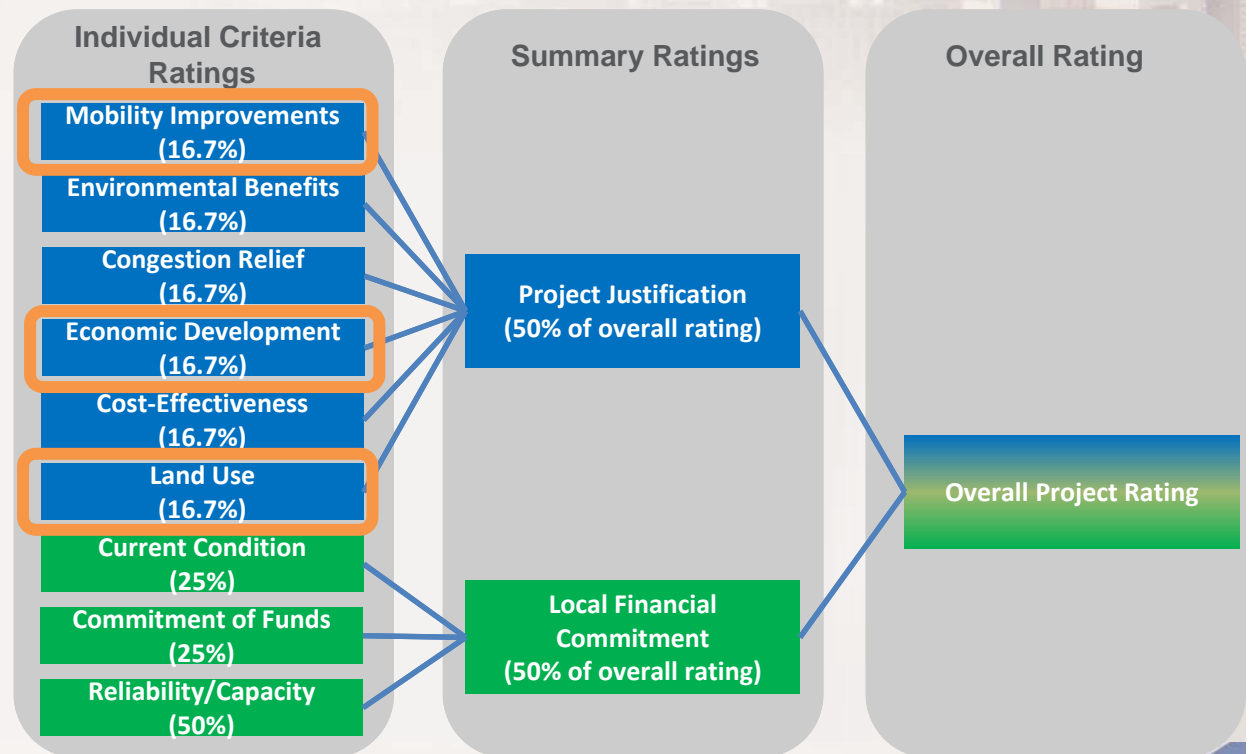 Individual Criteria
Ratings
Mobility Improvements
(16.7%)
Environmental Benefits
(16.7%)
Congestion Relief
(16.7%)
Economic Development
(16.7%)
Cost-Effectiveness
(16.7%)
Land Use
(16.7%)
Current Condition
(25%)
Commitment of Funds
(25%)
Reliability/Capacity
(50%)
Summary Ratings
Project Justification
(50% of overall rating)
Local Financial
Commitment
(50% of overall rating)
Overall Rating
Overall Project Rating